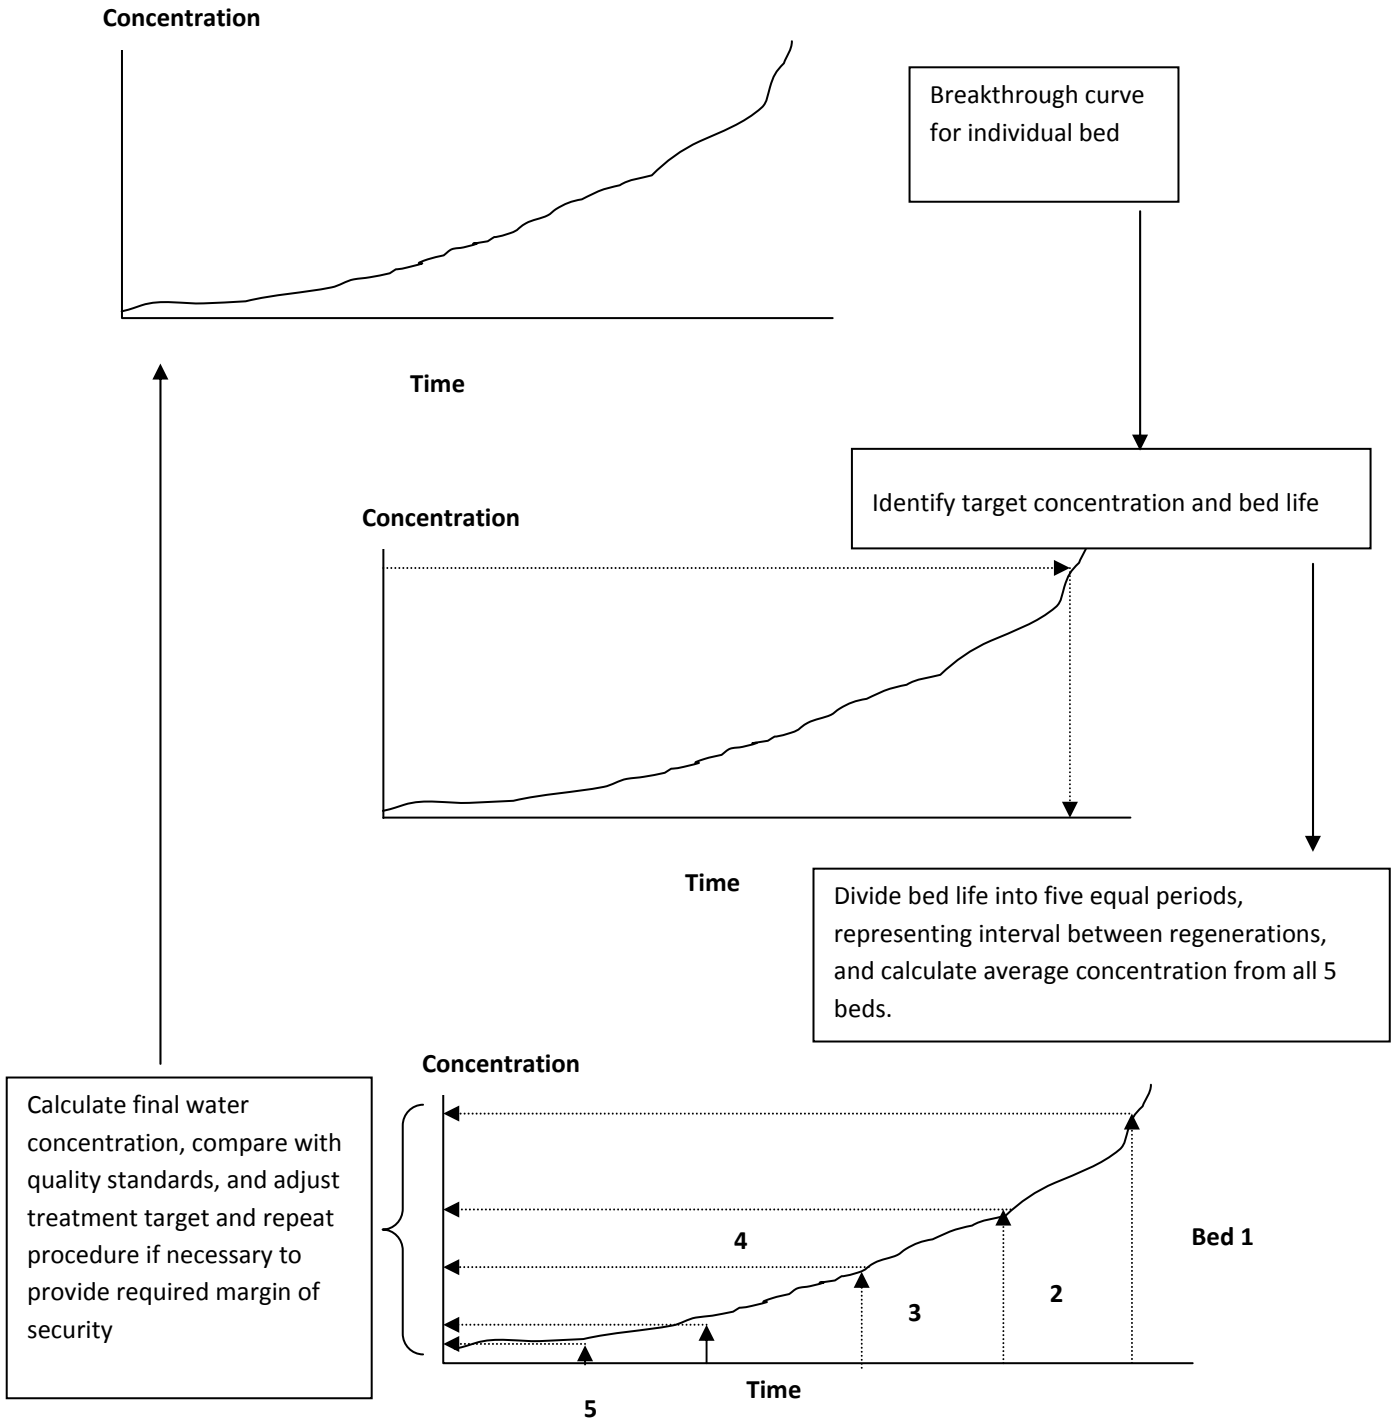 Concentration
Breakthrough curve
for individual bed
Time
Identify target concentration and bed life
Concentration
Time
Divide bed life into five equal periods,
representing interval between regenerations,
and calculate average concentration from all 5
beds.
Concentration
Calculate final water
concentration, compare with
quality standards, and adjust
treatment target and repeat
procedure if necessary to
provide required margin of
security
4
Bed 1
2
3
Time
5